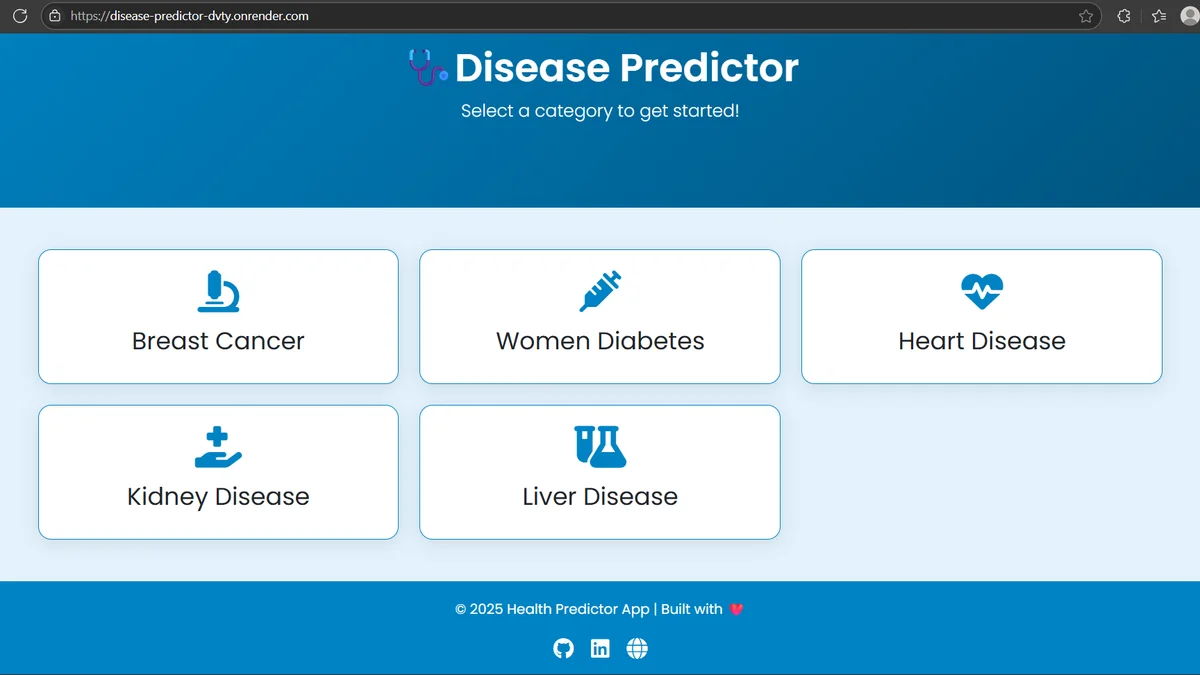 https://disease-predictor-dvty.onrender.com
Disease Predictor
Select a category to get started!
Breast Cancer
Women Diabetes
Heart Disease
Kidney Disease
Liver Disease
© 2025 Health Predictor App | Built with ❤️
in